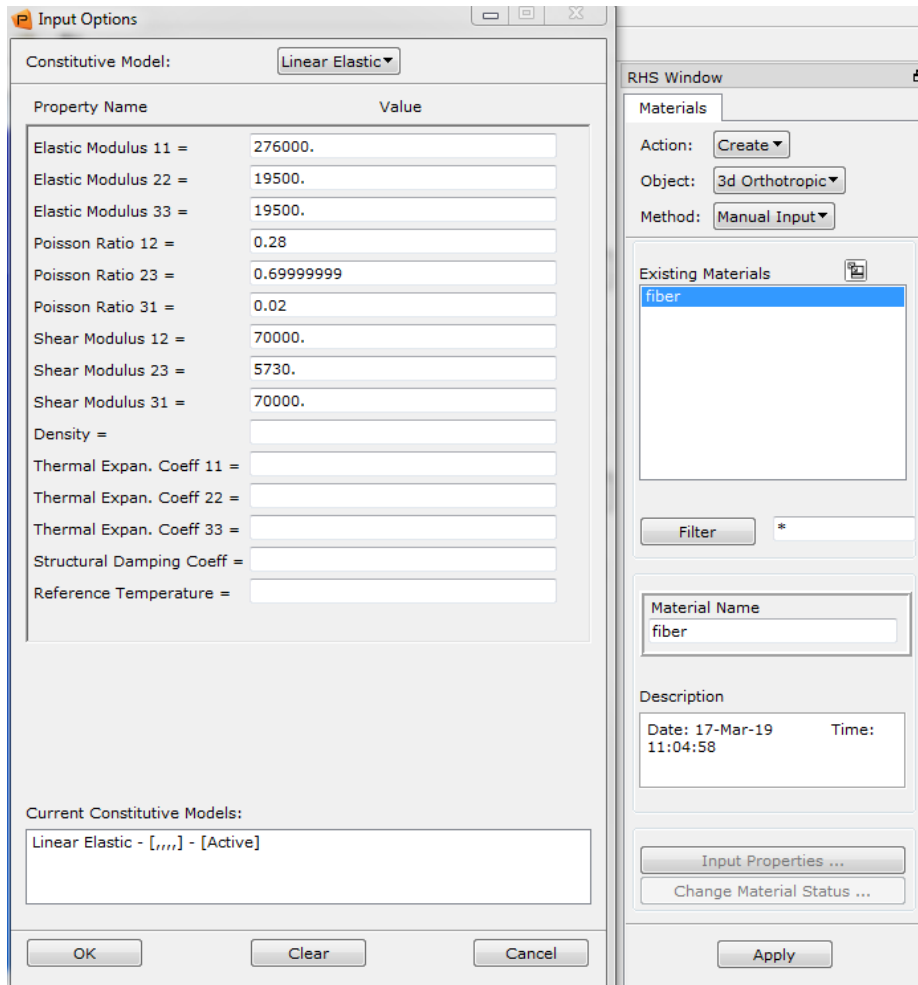 Input Options
Constitutive Model:
Linear Elastic
Property Name
Value
Elastic Modulus 11 =
276000.
Elastic Modulus 22 =
19500.
Elastic Modulus 33 =
19500.
Poisson Ratio 12 =
0.28
Poisson Ratio 23 =
0.69999999
Poisson Ratio 31 =
0.02
Shear Modulus 12 =
70000.
Shear Modulus 23 =
5730.
Shear Modulus 31 =
70000.
Density =
Thermal Expan. Coeff 11 =
Thermal Expan. Coeff 22 =
Thermal Expan. Coeff 33 =
Structural Damping Coeff =
Reference Temperature =
Current Constitutive Models:
Linear Elastic - [,,,,] - [Active]
OK
Clear
Cancel
RHS Window
Materials
Action:
Create
Object:
3d Orthotropic
Method:
Manual Input
Existing Materials
fiber
Filter
*
Material Name
fiber
Description
Date: 17-Mar-19 Time:
11:04:58
Input Properties ...
Change Material Status ...
Apply